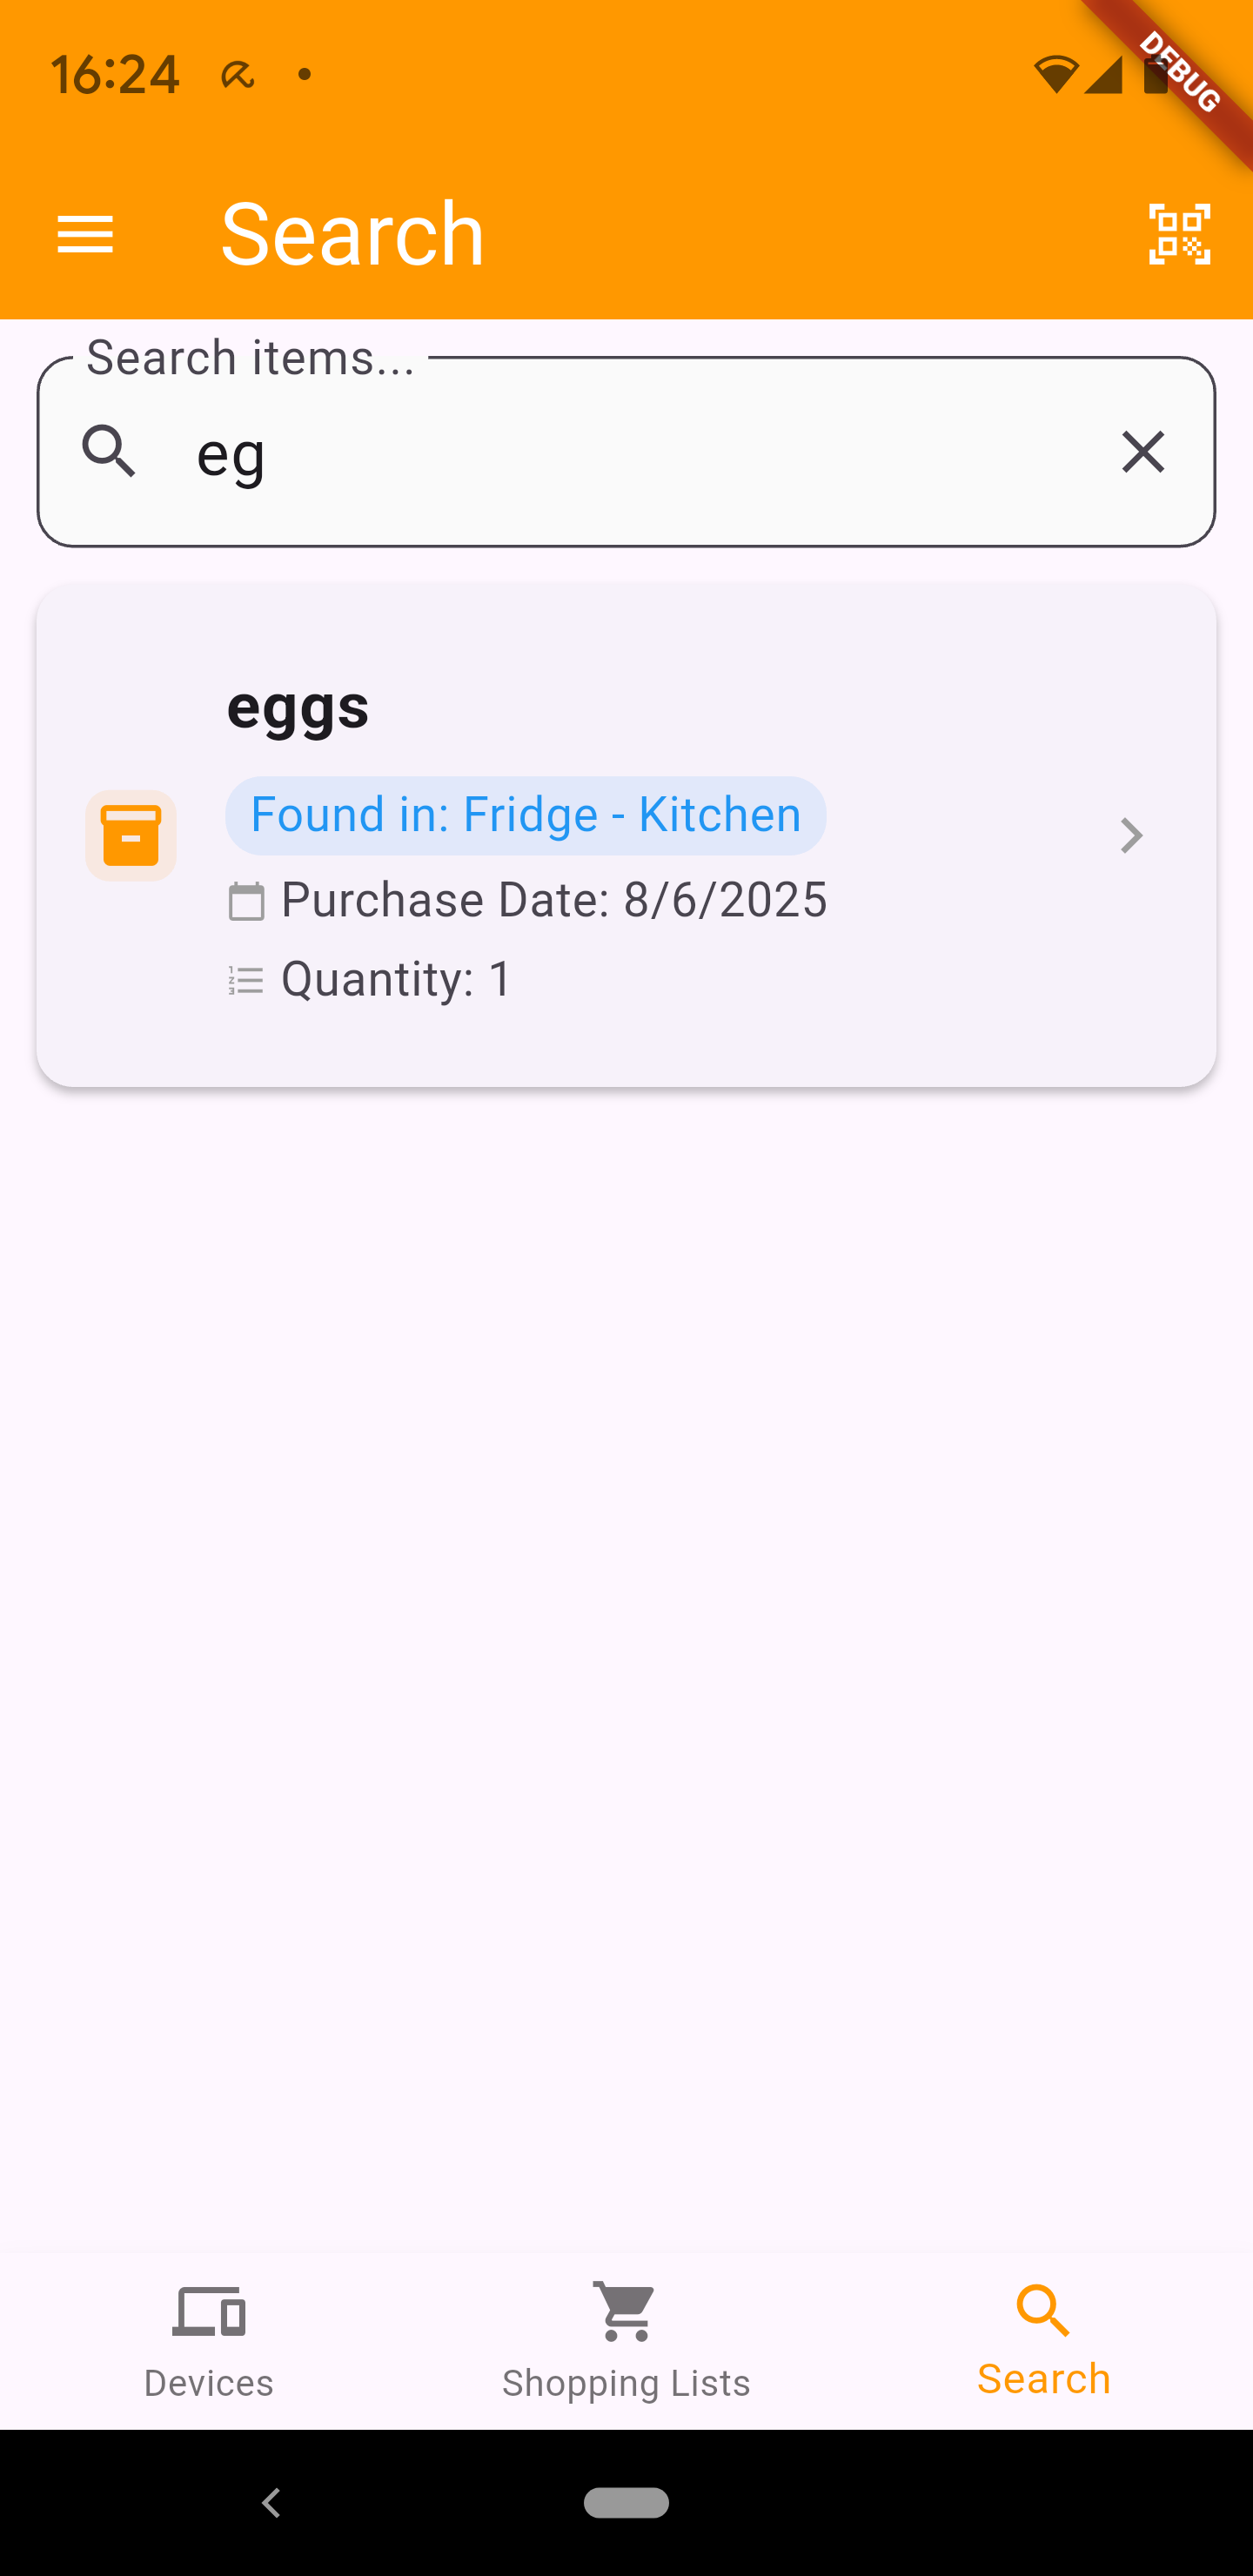 16:24
DEBUG
Search
Search items...
eg
eggs
Found in: Fridge - Kitchen
Purchase Date: 8/6/2025
Quantity: 1
Devices
Shopping Lists
Search